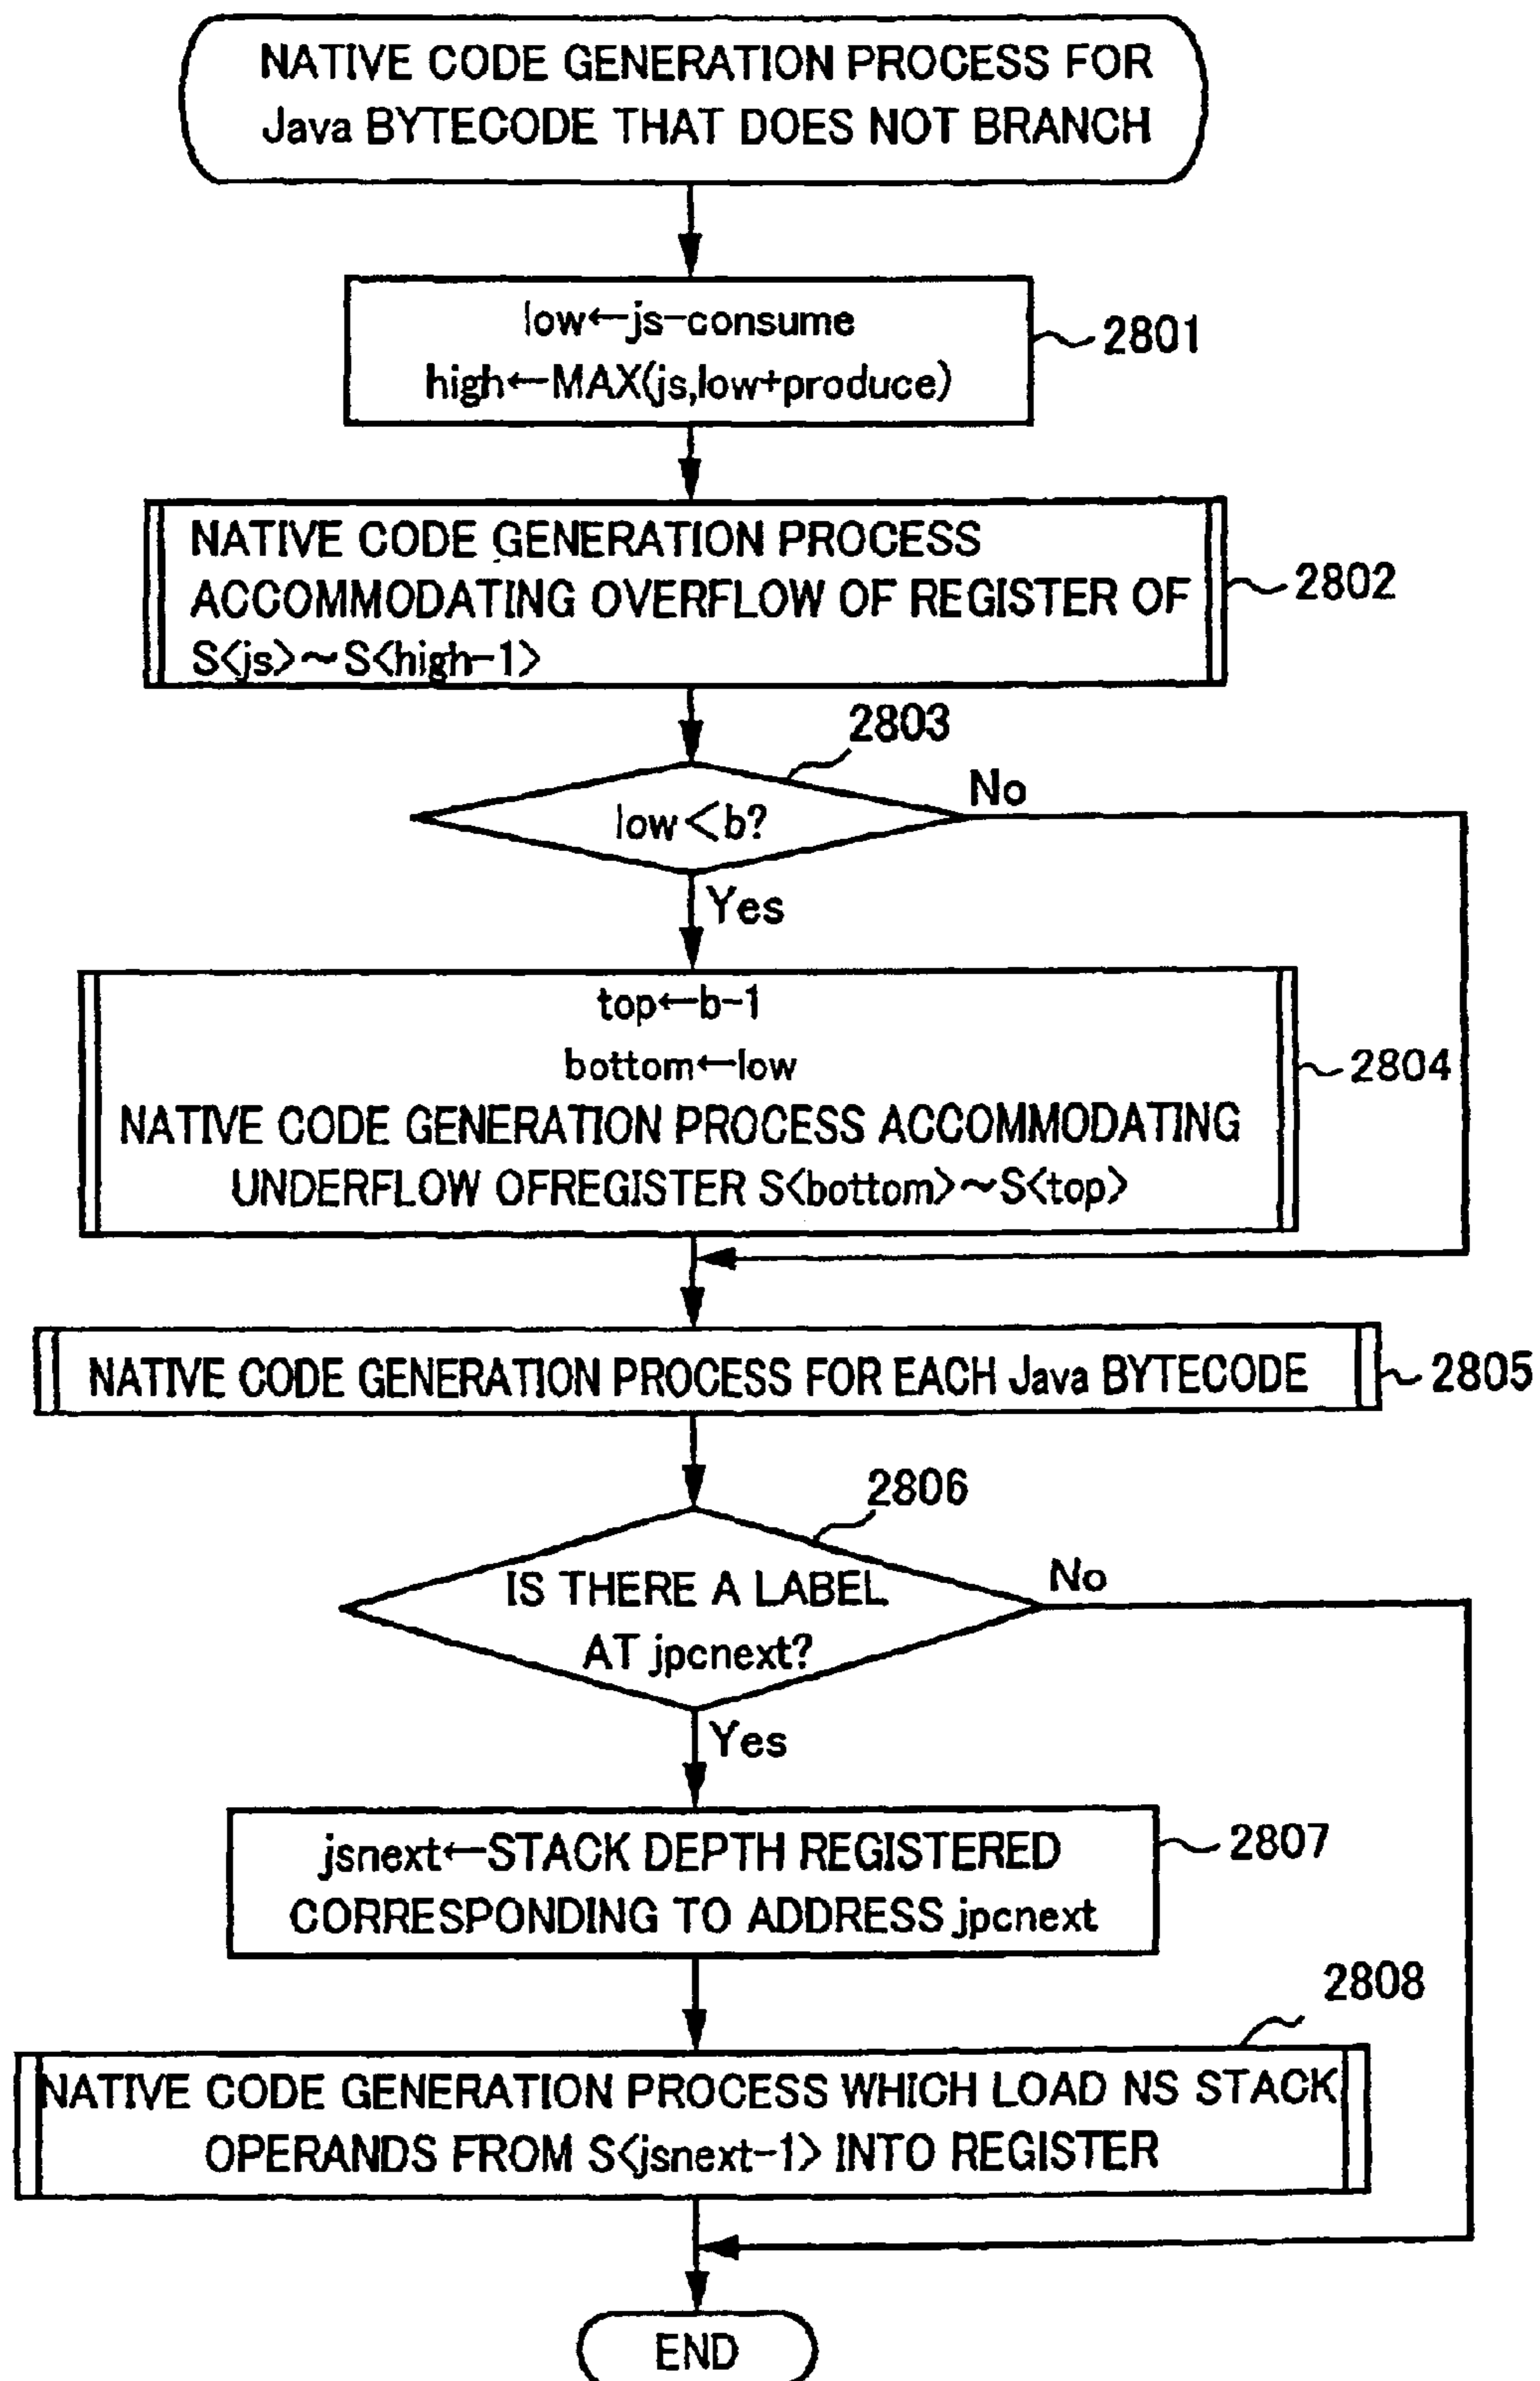 NATIVE CODE GENERATION PROCESS FOR
Java BYTECODE THAT DOES NOT BRANCH
low←js-consume
high←MAX(js,low+produce)
2801
NATIVE CODE GENERATION PROCESS
ACCOMMODATING OVERFLOW OF REGISTER OF
S<js>~S<high-1>
2802
2803
low<b?
No
Yes
top←b-1
bottom←low
NATIVE CODE GENERATION PROCESS ACCOMMODATING
UNDERFLOW OFREGISTER S<bottom>~S<top>
2804
NATIVE CODE GENERATION PROCESS FOR EACH Java BYTECODE
2805
2806
IS THERE A LABEL
AT jpcnext?
No
Yes
jsnext←STACK DEPTH REGISTERED
CORRESPONDING TO ADDRESS jpcnext
2807
2808
NATIVE CODE GENERATION PROCESS WHICH LOAD NS STACK
OPERANDS FROM S<jsnext-1> INTO REGISTER
END